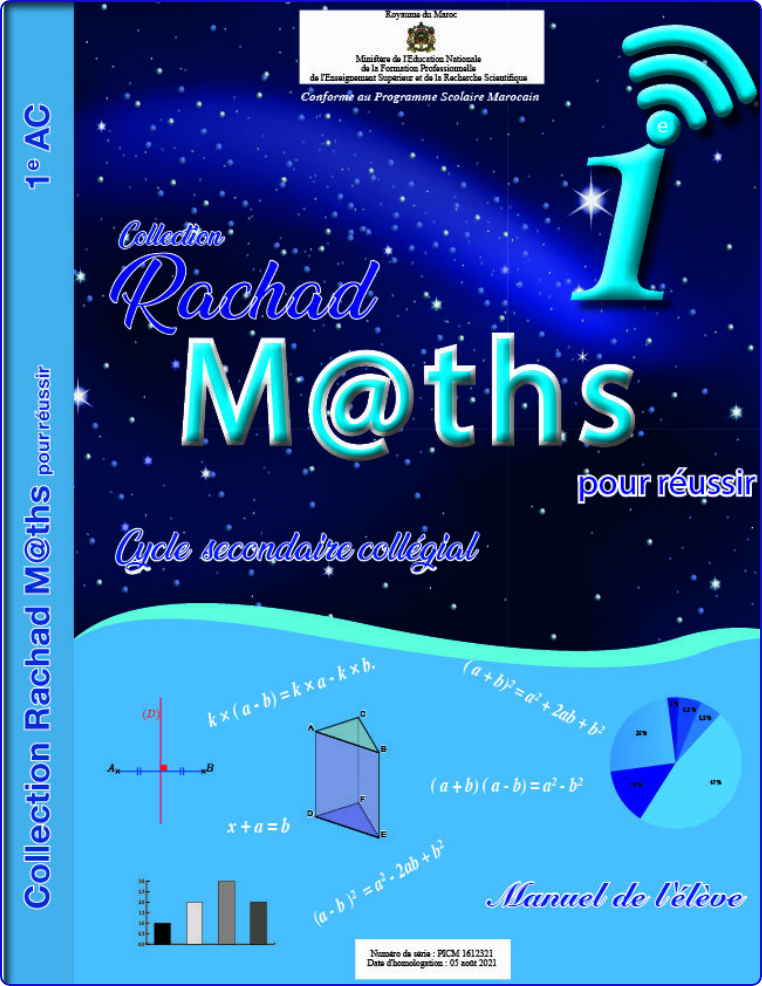 Royaume du Maroc
Ministère de l'Education Nationale
de la Formation Professionnelle
de l'Enseignement Supérieur et de la Recherche Scientifique
Conforme au Programme Scolaire Marocain
1 e
Collection
Rachad
M@ths
pour réussir
Cycle secondaire collégial
Collection Rachad M@ths pour réussir 1e AC
k × ( a - b) = k × a - k × b.
( a + b)² = a² + 2ab + b²
(D)
A B
A C B D F E
( a + b) ( a - b) = a² - b²
x + a = b
(a - b )² = a² - 2ab + b²
47%
Manuel de l'élève
Numéro de série : PICM 1612321
Date d'homologation : 05 août 2021